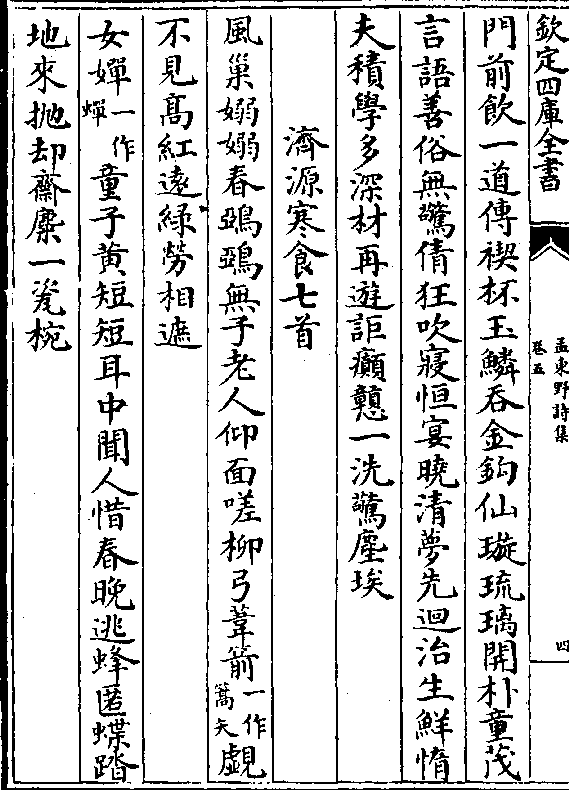 欽定四庫全書
孟東野詩集
卷五
四
門前飲一道傳禊杯玉鱗吞金鈎仙璇琉璃開朴童茂
言語善俗無驚倩狂吹寢恒宴曉清夢先迴治生鮮惰
夫積學多深材再遊詎癲戇一洗驚塵埃
濟源寒食七首
風巢嫋嫋春鵶鵶無子老人仰面嗟柳弓葦箭一作蒿矢覷
不見高紅遠緑勞相遮
女嬋一作蟬童子黄短短耳中聞人惜春晚逃蜂匿蝶踏
地來抛却齋麋一瓷椀